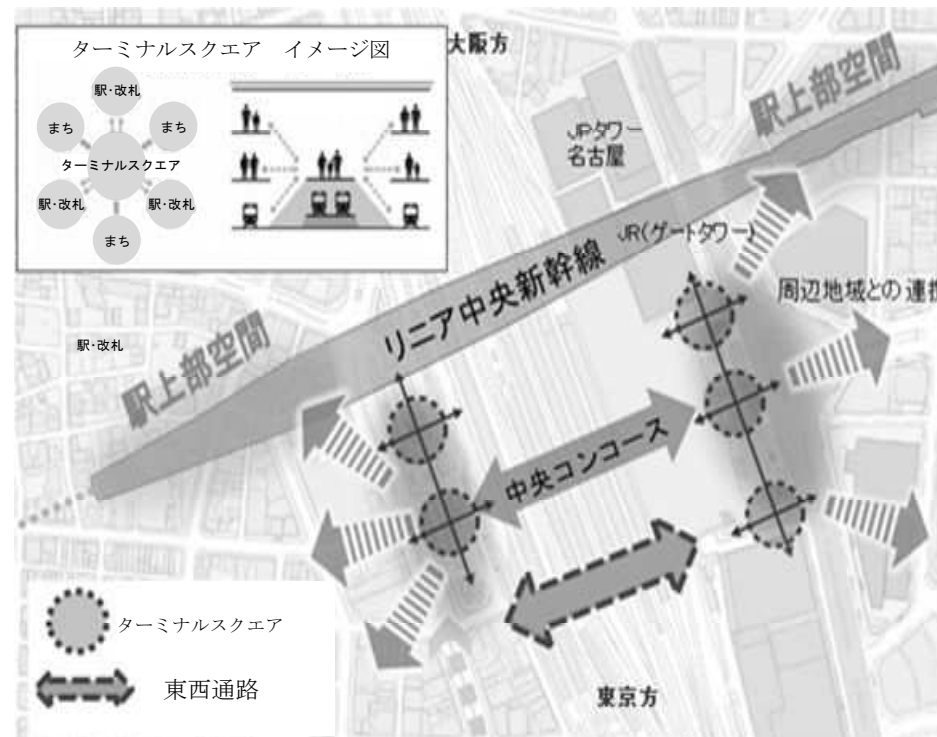 ターミナルスクエア イメージ図
駅・改札
まち
まち
ターミナルスクエア
駅・改札
駅・改札
まち
大阪方
駅上部空間
JPタワー
名古屋
JR(ゲートタワー)
リニア中央新幹線
周辺地域との連携
駅・改札
駅上部空間
中央コンコース
ターミナルスクエア
東西通路
東京方